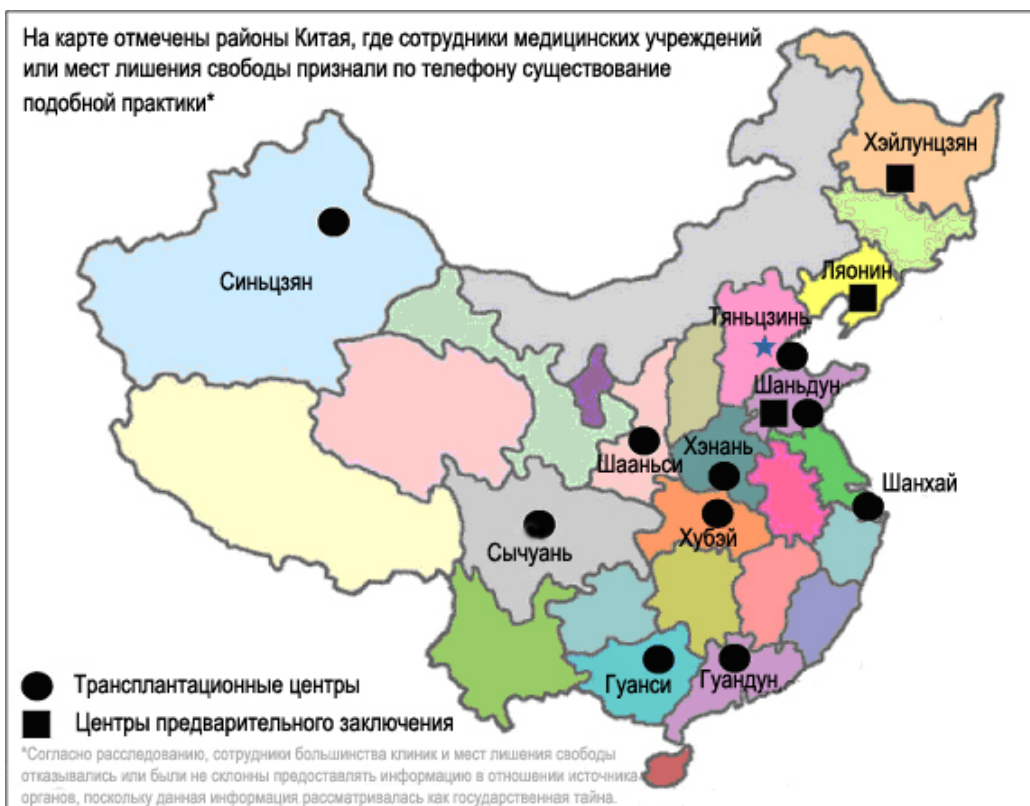 На карте отмечены районы Китая, где сотрудники медицинских учреждений
или мест лишения свободы признали по телефону существование
подобной практики*
Хэйлунцзян
Ляонин
Синьцзян
Тяньцзинь
Шаньдун
Хэнань
Шааньси
Шанхай
Хубэй
Сычуань
Гуанси
Гуандун
Трансплантационные центры
Центры предварительного заключения
*Согласно расследованию, сотрудники большинства клиник и мест лишения свободы
отказывались или были не склонны предоставлять информацию в отношении источника
органов, поскольку данная информация рассматривалась как государственная тайна.